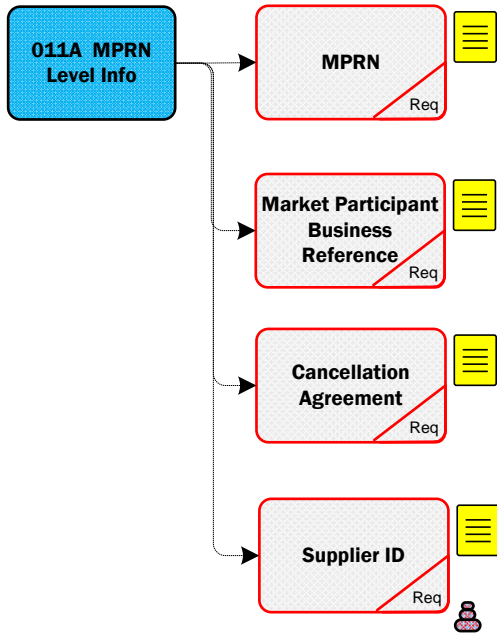 011A MPRN
Level Info
MPRN
Req
Market Participant
Business
Reference
Req
Cancellation
Agreement
Req
Supplier ID
Req